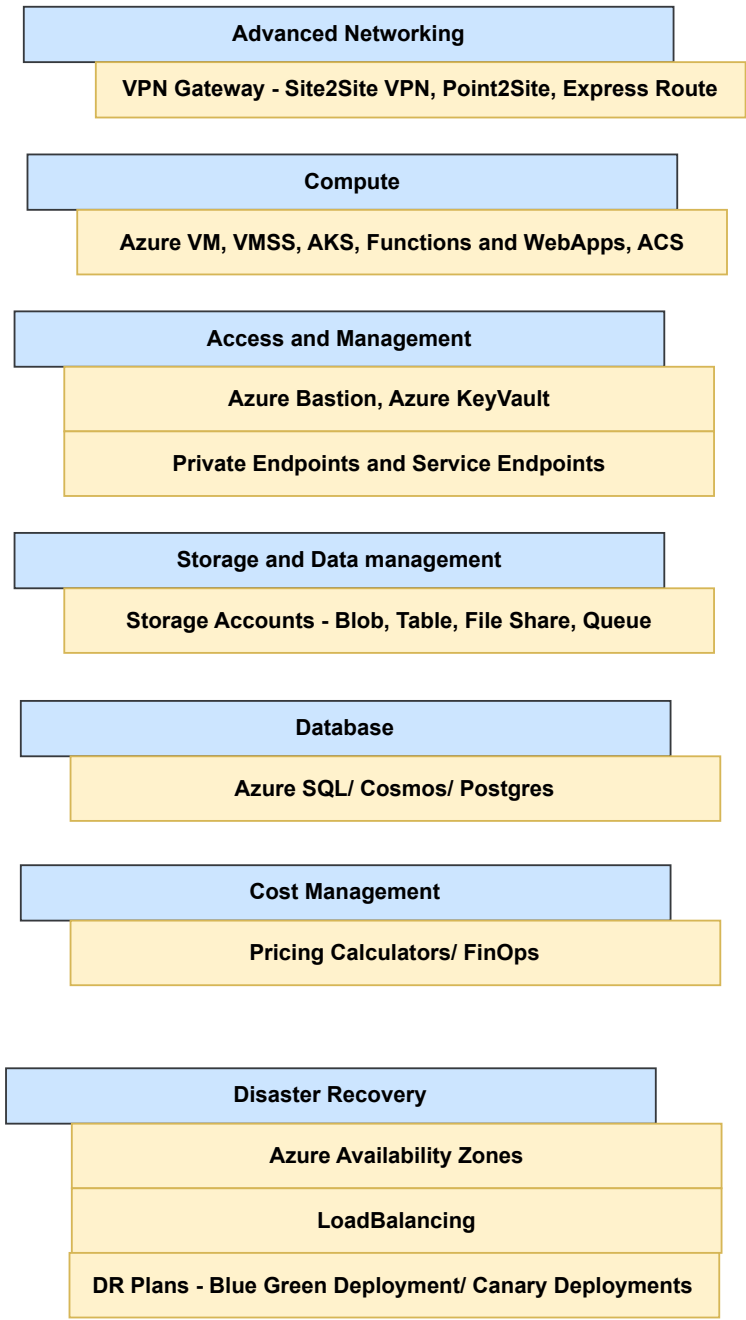 Advanced Networking
VPN Gateway - Site2Site VPN, Point2Site, Express Route
Compute
Azure VM, VMSS, AKS, Functions and WebApps, ACS
Access and Management
Azure Bastion, Azure KeyVault
Private Endpoints and Service Endpoints
Storage and Data management
Storage Accounts - Blob, Table, File Share, Queue
Database
Azure SQL/ Cosmos/ Postgres
Cost Management
Pricing Calculators/ FinOps
Disaster Recovery
Azure Availability Zones
LoadBalancing
DR Plans - Blue Green Deployment/ Canary Deployments